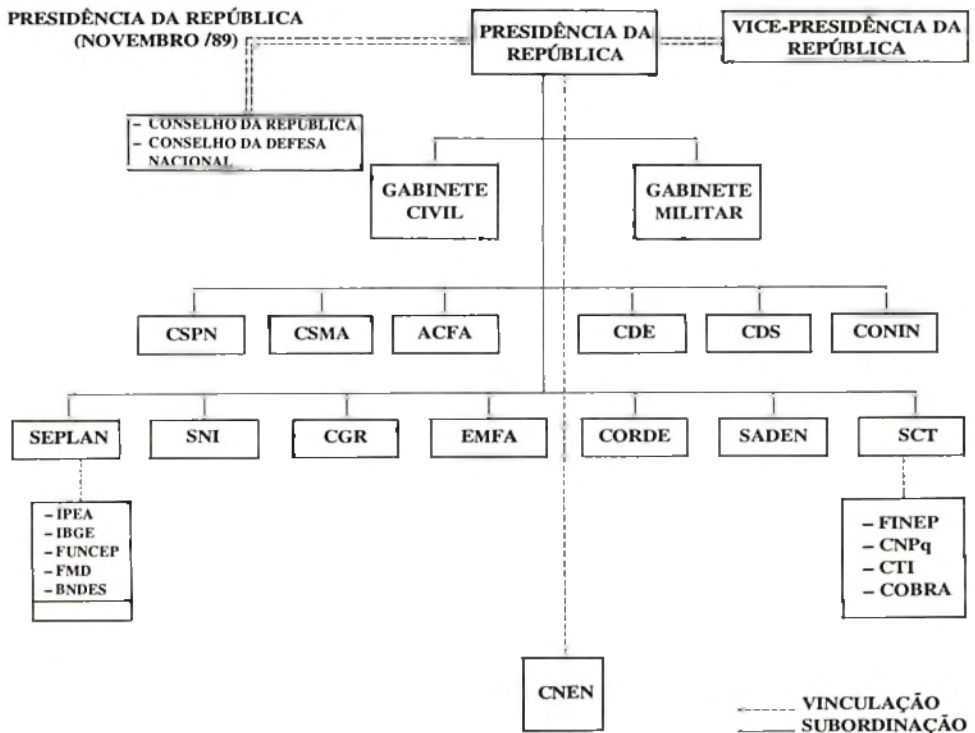 PRESIDÊNCIA DA REPÚBLICA
(NOVEMBRO /89)
PRESIDÊNCIA DA
REPÚBLICA
VICE-PRESIDÊNCIA DA
REPÚBLICA
– CONSELHO DA REPÚBLICA
– CONSELHO DA DEFESA
NACIONAL
GABINETE
CIVIL
GABINETE
MILITAR
CSPN
CSMA
ACFA
CDE
CDS
CONIN
SEPLAN
SNI
CGR
EMFA
CORDE
SADEN
SCT
– IPEA
– IBGE
– FUNCEP
– FMD
– BNDES
– FINEP
– CNPq
– CTI
– COBRA
CNEN
VINCULAÇÃO
SUBORDINAÇÃO